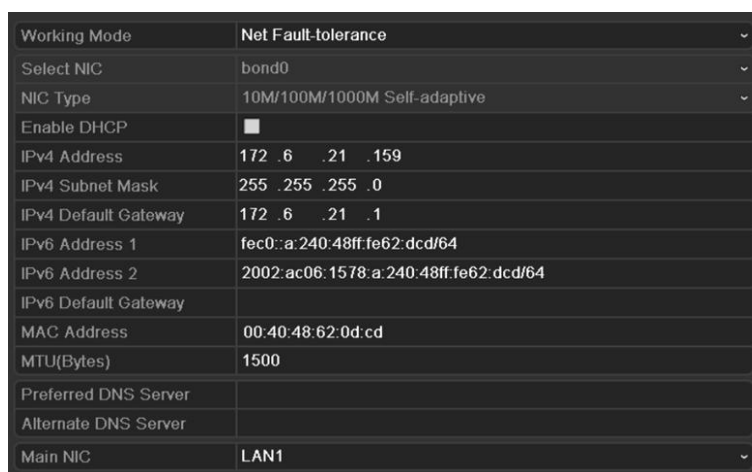 Working Mode Net Fault-tolerance
Select NIC bond0
NIC Type 10M/100M/1000M Self-adaptive
Enable DHCP
IPv4 Address 172 .6 .21 .159
IPv4 Subnet Mask 255 .255 .255 .0
IPv4 Default Gateway 172 .6 .21 .1
IPv6 Address 1 fec0::a:240:48ff:fe62:dcd/64
IPv6 Address 2 2002:ac06:1578:a:240:48ff:fe62:dcd/64
IPv6 Default Gateway
MAC Address 00:40:48:62:0d:cd
MTU(Bytes) 1500
Preferred DNS Server
Alternate DNS Server
Main NIC LAN1